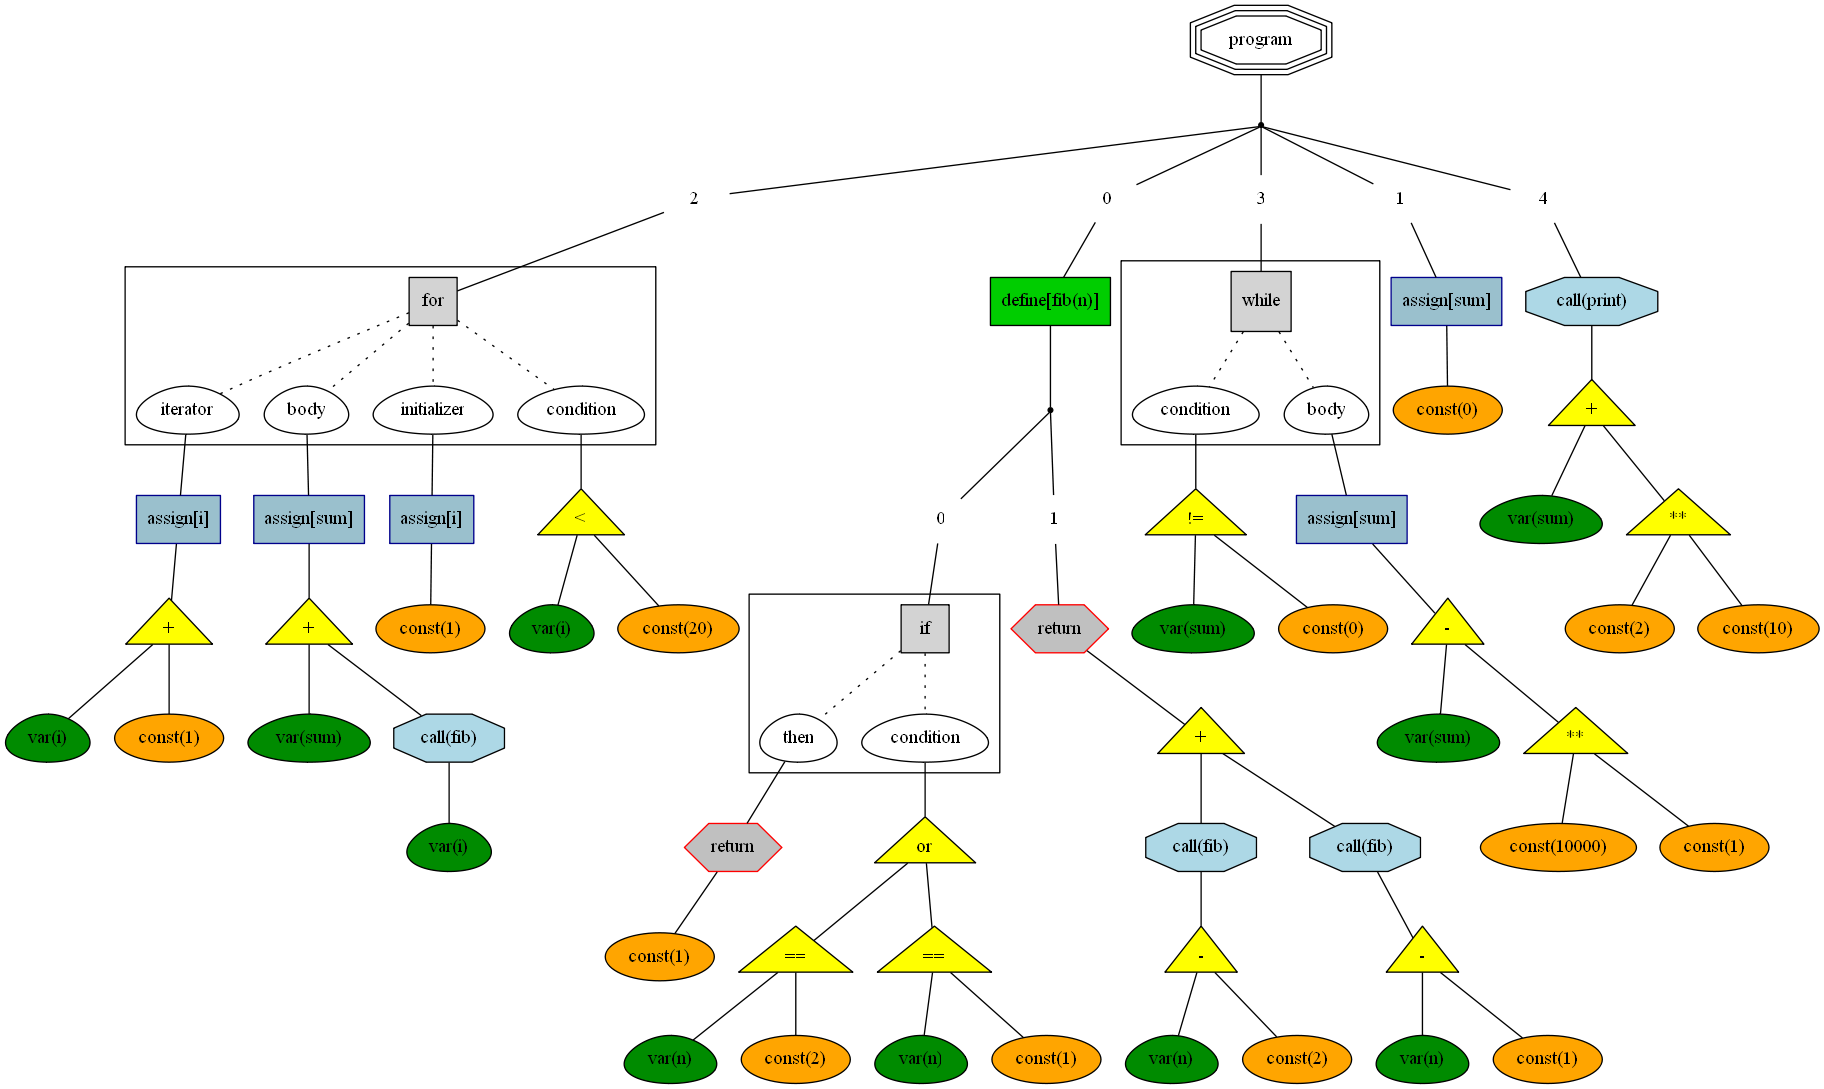 program
2 0 3 1 4
for define[fib(n)] while assign[sum] call(print)
iterator body initializer condition condition body const(0) +
assign[i] assign[sum] assign[i] < 0 1 != assign[sum] var(sum) **
+ + const(1) var(i) const(20) if return var(sum) const(0) - const(2) const(10)
var(i) const(1) var(sum) call(fib) then condition + var(sum) **
var(i) return or call(fib) call(fib) const(10000) const(1)
const(1) == == - -
var(n) const(2) var(n) const(1) var(n) const(2) var(n) const(1)